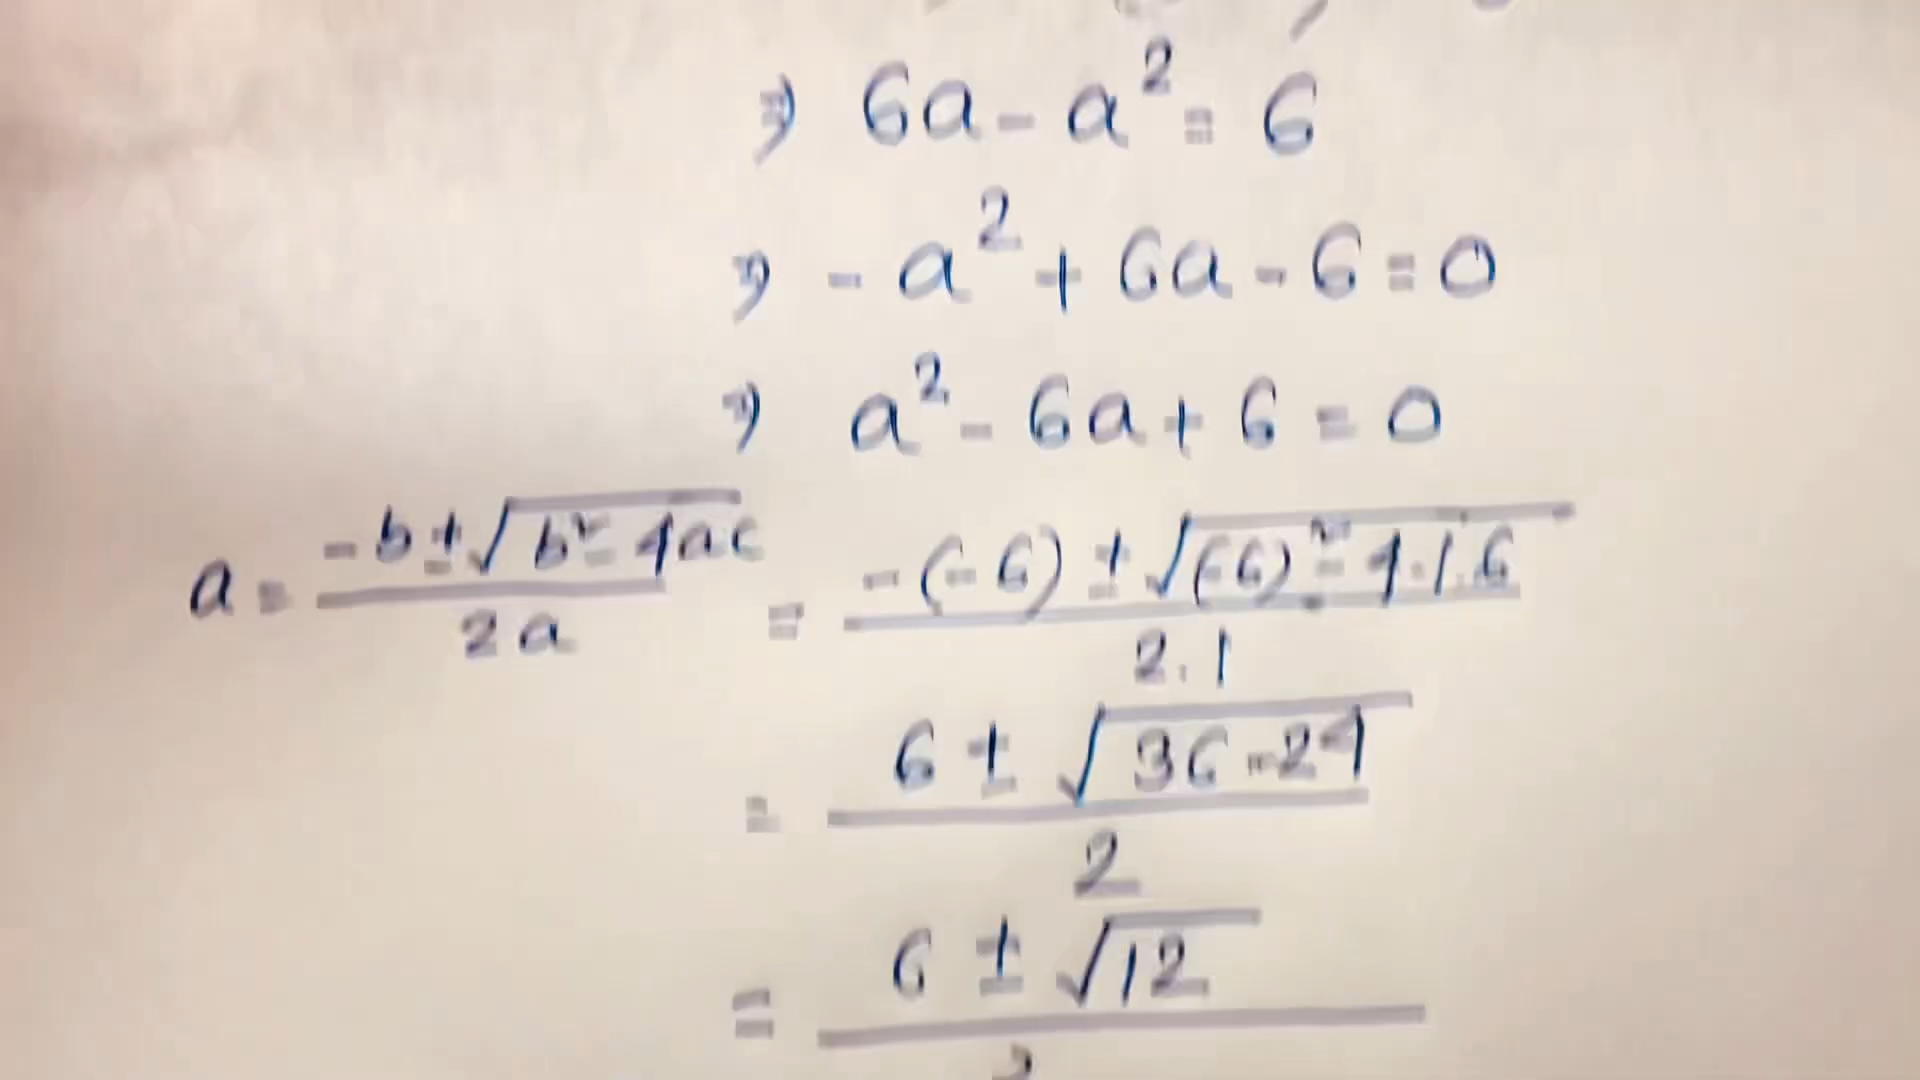 ⇒ 6a - a² = 6
⇒ - a² + 6a - 6 = 0
⇒ a² - 6a + 6 = 0
a = (-b ± √(b² - 4ac)) / 2a = (-(-6) ± √((-6)² - 4.1.6)) / 2.1
= (6 ± √(36 - 24)) / 2
= (6 ± √12) /